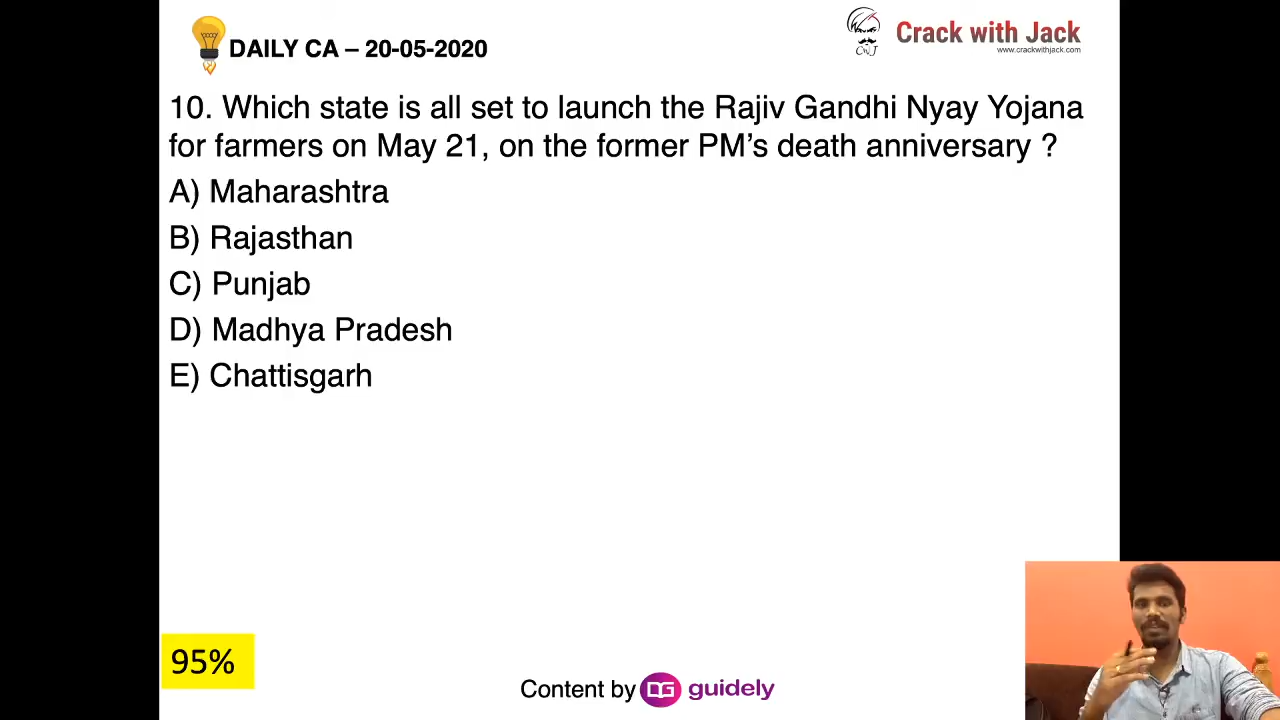 DAILY CA – 20-05-2020
Crack with Jack
www.crackwithjack.com
CWJ
10. Which state is all set to launch the Rajiv Gandhi Nyay Yojana
for farmers on May 21, on the former PM’s death anniversary ?
A) Maharashtra
B) Rajasthan
C) Punjab
D) Madhya Pradesh
E) Chattisgarh
95%
Content by DG guidely